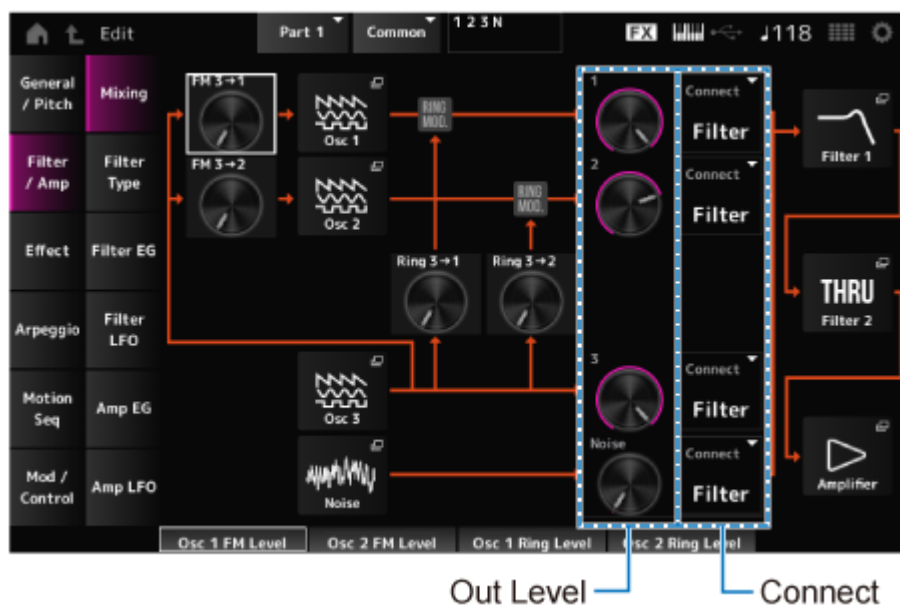 Edit
Part 1
Common
1 2 3 N
FX
♩118
General
/ Pitch
Mixing
Filter
/ Amp
Filter
Type
Effect
Filter EG
Arpeggio
Filter
LFO
Motion
Seq
Amp EG
Mod /
Control
Amp LFO
FM 3→1
Osc 1
RING
MOD.
FM 3→2
Osc 2
RING
MOD.
Ring 3→1
Ring 3→2
Osc 3
Noise
1
Connect
Filter
2
Connect
Filter
3
Connect
Filter
Noise
Connect
Filter
Filter 1
THRU
Filter 2
Amplifier
Osc 1 FM Level
Osc 2 FM Level
Osc 1 Ring Level
Osc 2 Ring Level
Out Level
Connect